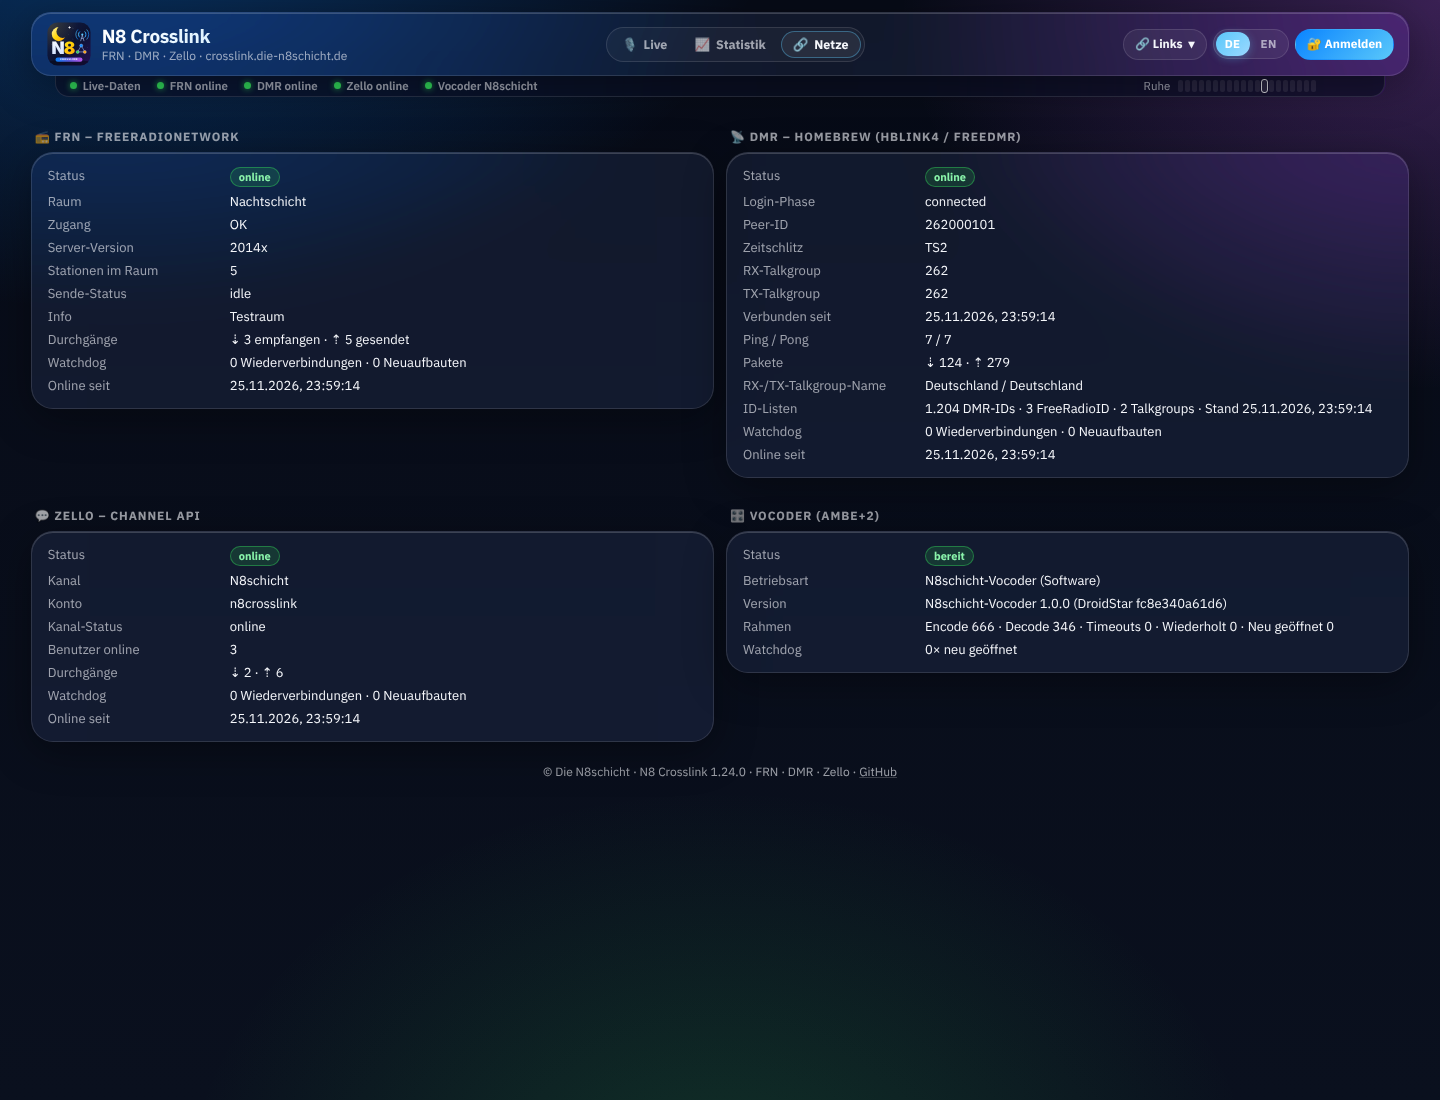 N8 Crosslink
FRN · DMR · Zello · crosslink.die-n8schicht.de
Live
Statistik
Netze
Links ▾
DE
EN
Anmelden
Live-Daten
FRN online
DMR online
Zello online
Vocoder N8schicht
Ruhe
FRN – FREERADIONETWORK
Status online
Raum Nachtschicht
Zugang OK
Server-Version 2014x
Stationen im Raum 5
Sende-Status idle
Info Testraum
Durchgänge ↓ 3 empfangen · ↑ 5 gesendet
Watchdog 0 Wiederverbindungen · 0 Neuaufbauten
Online seit 25.11.2026, 23:59:14
DMR – HOMEBREW (HBLINK4 / FREEDMR)
Status online
Login-Phase connected
Peer-ID 262000101
Zeitschlitz TS2
RX-Talkgroup 262
TX-Talkgroup 262
Verbunden seit 25.11.2026, 23:59:14
Ping / Pong 7 / 7
Pakete ↓ 124 · ↑ 279
RX-/TX-Talkgroup-Name Deutschland / Deutschland
ID-Listen 1.204 DMR-IDs · 3 FreeRadioID · 2 Talkgroups · Stand 25.11.2026, 23:59:14
Watchdog 0 Wiederverbindungen · 0 Neuaufbauten
Online seit 25.11.2026, 23:59:14
ZELLO – CHANNEL API
Status online
Kanal N8schicht
Konto n8crosslink
Kanal-Status online
Benutzer online 3
Durchgänge ↓ 2 · ↑ 6
Watchdog 0 Wiederverbindungen · 0 Neuaufbauten
Online seit 25.11.2026, 23:59:14
VOCODER (AMBE+2)
Status bereit
Betriebsart N8schicht-Vocoder (Software)
Version N8schicht-Vocoder 1.0.0 (DroidStar fc8e340a61d6)
Rahmen Encode 666 · Decode 346 · Timeouts 0 · Wiederholt 0 · Neu geöffnet 0
Watchdog 0× neu geöffnet
© Die N8schicht · N8 Crosslink 1.24.0 · FRN · DMR · Zello · GitHub